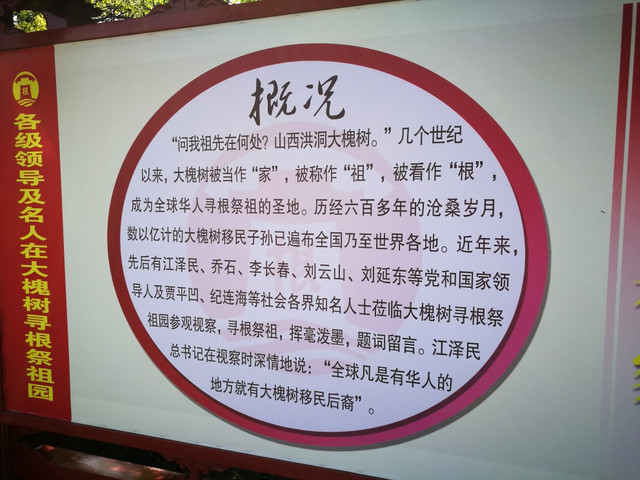 概况
“问我祖先在何处？山西洪洞大槐树。”几个世纪
以来，大槐树被当作“家”，被称作“祖”，被看作“根”，
成为全球华人寻根祭祖的圣地。历经六百多年的沧桑岁月，
数以亿计的大槐树移民子孙已遍布全国乃至世界各地。近年来，
先后有江泽民、乔石、李长春、刘云山、刘延东等党和国家领
导人及贾平凹、纪连海等社会各界知名人士莅临大槐树寻根祭
祖园参观视察，寻根祭祖，挥毫泼墨，题词留言。江泽民
总书记在视察时深情地说：“全球凡是有华人的
地方就有大槐树移民后裔”。
根
各级领导及名人在大槐树寻根祭祖园